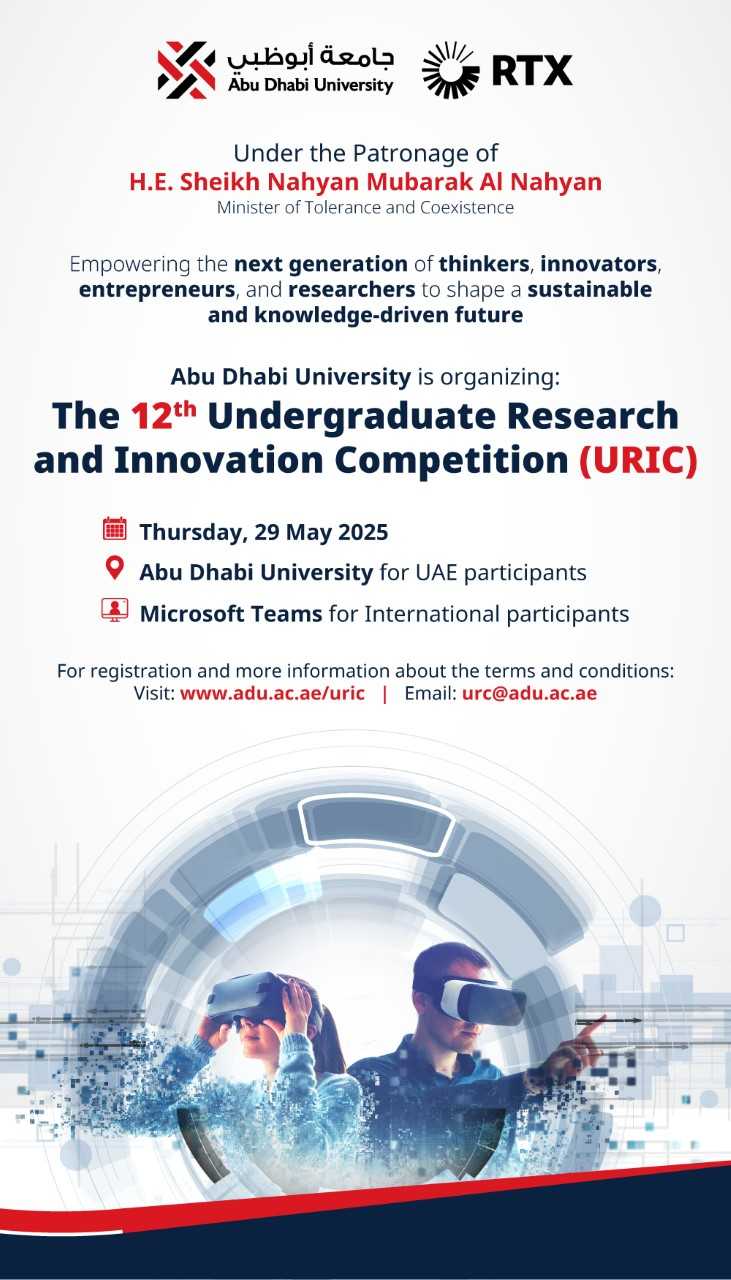 جامعة أبوظبي
Abu Dhabi University
RTX
Under the Patronage of
H.E. Sheikh Nahyan Mubarak Al Nahyan
Minister of Tolerance and Coexistence
Empowering the next generation of thinkers, innovators,
entrepreneurs, and researchers to shape a sustainable
and knowledge-driven future
Abu Dhabi University is organizing:
The 12th Undergraduate Research
and Innovation Competition (URIC)
Thursday, 29 May 2025
Abu Dhabi University for UAE participants
Microsoft Teams for International participants
For registration and more information about the terms and conditions:
Visit: www.adu.ac.ae/uric | Email: urc@adu.ac.ae